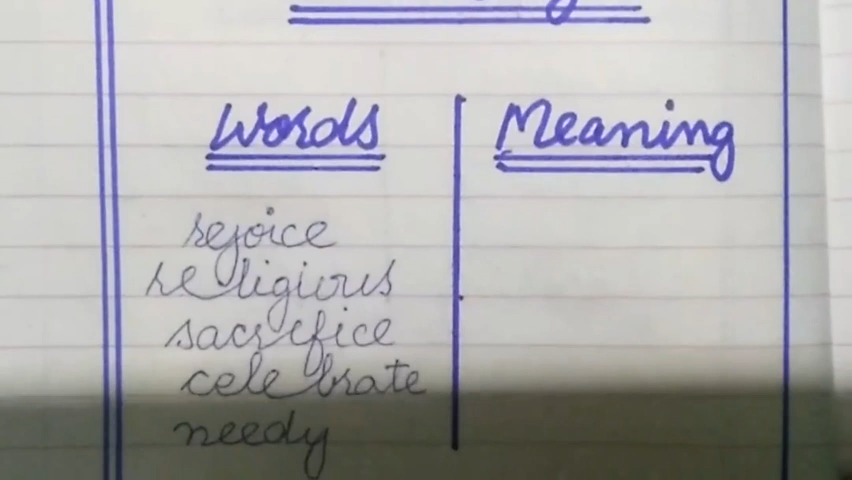 Words Meaning
rejoice
religious
sacrifice
celebrate
needy